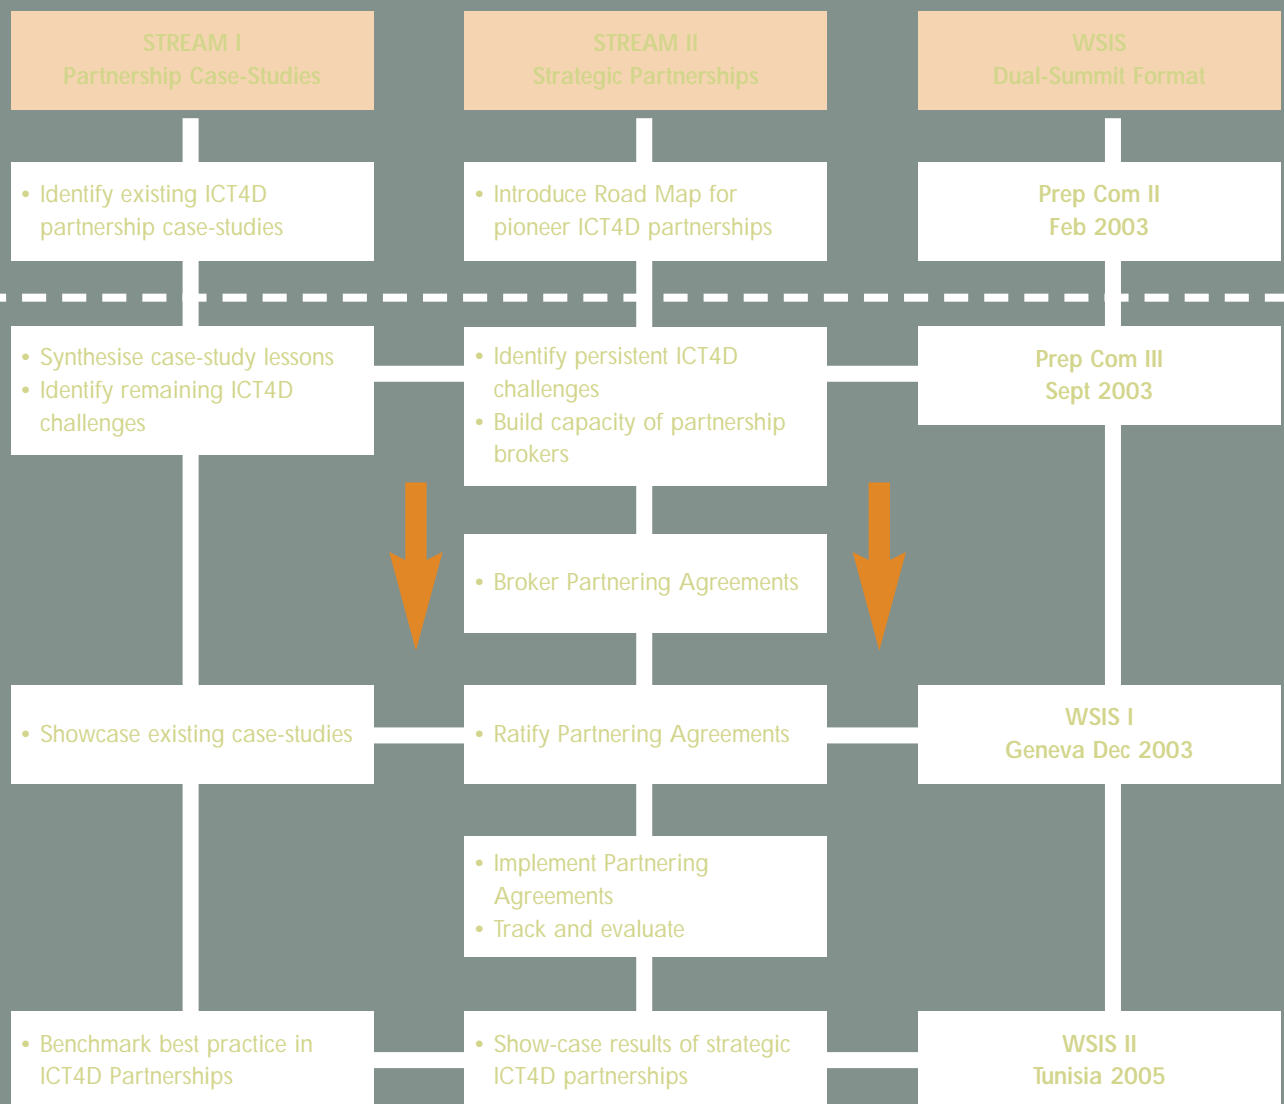 STREAM I
Partnership Case-Studies
STREAM II
Strategic Partnerships
WSIS
Dual-Summit Format
• Identify existing ICT4D
partnership case-studies
• Introduce Road Map for
pioneer ICT4D partnerships
Prep Com II
Feb 2003
• Synthesise case-study lessons
• Identify remaining ICT4D
challenges
• Identify persistent ICT4D
challenges
• Build capacity of partnership
brokers
Prep Com III
Sept 2003
• Broker Partnering Agreements
• Showcase existing case-studies
• Ratify Partnering Agreements
WSIS I
Geneva Dec 2003
• Implement Partnering
Agreements
• Track and evaluate
• Benchmark best practice in
ICT4D Partnerships
• Show-case results of strategic
ICT4D partnerships
WSIS II
Tunisia 2005